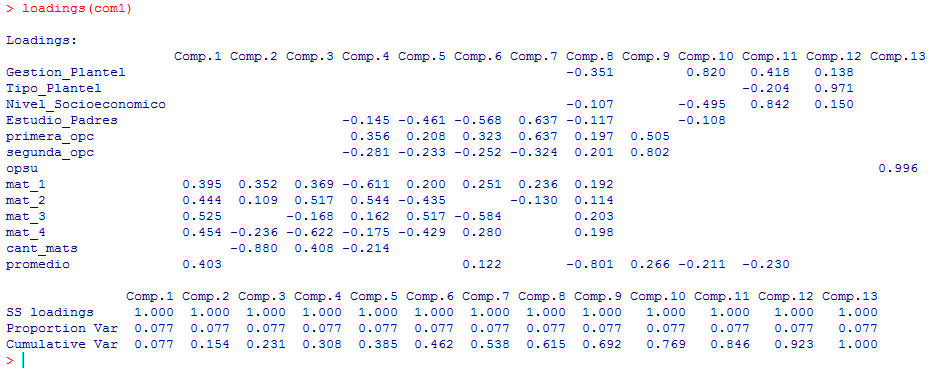 > loadings(com1)
Loadings:
Comp.1 Comp.2 Comp.3 Comp.4 Comp.5 Comp.6 Comp.7 Comp.8 Comp.9 Comp.10 Comp.11 Comp.12 Comp.13
Gestion_Plantel -0.351 0.820 0.418 0.138
Tipo_Plantel -0.204 0.971
Nivel_Socioeconomico -0.107 -0.495 0.842 0.150
Estudio_Padres -0.145 -0.461 -0.568 0.637 -0.117 -0.108
primera_opc 0.356 0.208 0.323 0.637 0.197 0.505
segunda_opc -0.281 -0.233 -0.252 -0.324 0.201 0.802
opsu 0.996
mat_1 0.395 0.352 0.369 -0.611 0.200 0.251 0.236 0.192
mat_2 0.444 0.109 0.517 0.544 -0.435 -0.130 0.114
mat_3 0.525 -0.168 0.162 0.517 -0.584 0.203
mat_4 0.454 -0.236 -0.622 -0.175 -0.429 0.280 0.198
cant_mats -0.880 0.408 -0.214
promedio 0.403 0.122 -0.801 0.266 -0.211 -0.230
Comp.1 Comp.2 Comp.3 Comp.4 Comp.5 Comp.6 Comp.7 Comp.8 Comp.9 Comp.10 Comp.11 Comp.12 Comp.13
SS loadings 1.000 1.000 1.000 1.000 1.000 1.000 1.000 1.000 1.000 1.000 1.000 1.000 1.000
Proportion Var 0.077 0.077 0.077 0.077 0.077 0.077 0.077 0.077 0.077 0.077 0.077 0.077 0.077
Cumulative Var 0.077 0.154 0.231 0.308 0.385 0.462 0.538 0.615 0.692 0.769 0.846 0.923 1.000
>